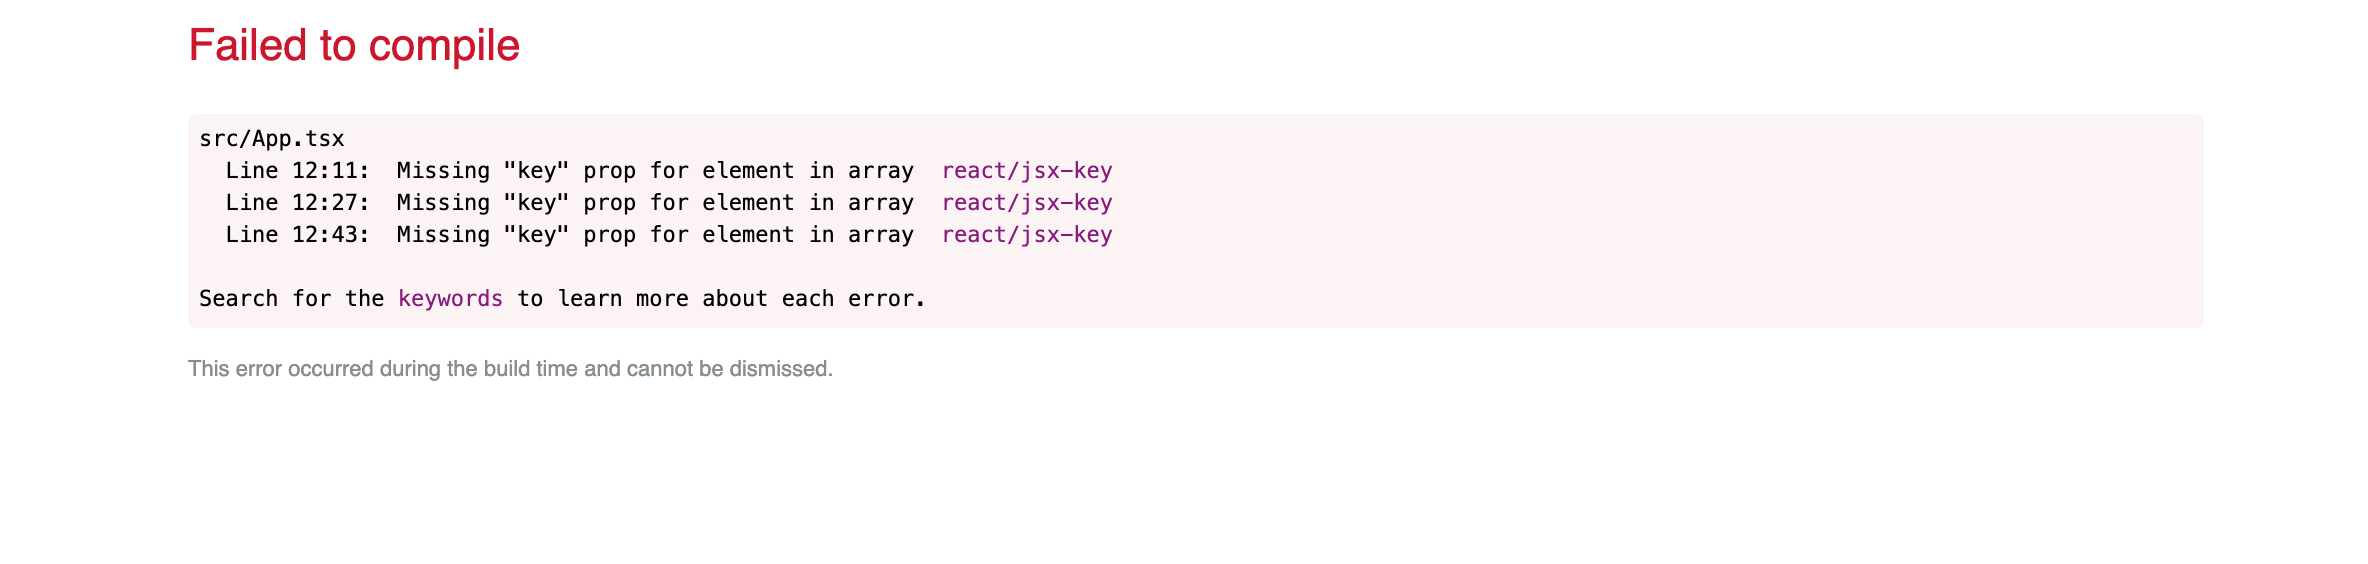 Failed to compile
src/App.tsx
  Line 12:11:  Missing "key" prop for element in array  react/jsx-key
  Line 12:27:  Missing "key" prop for element in array  react/jsx-key
  Line 12:43:  Missing "key" prop for element in array  react/jsx-key
Search for the keywords to learn more about each error.
This error occurred during the build time and cannot be dismissed.